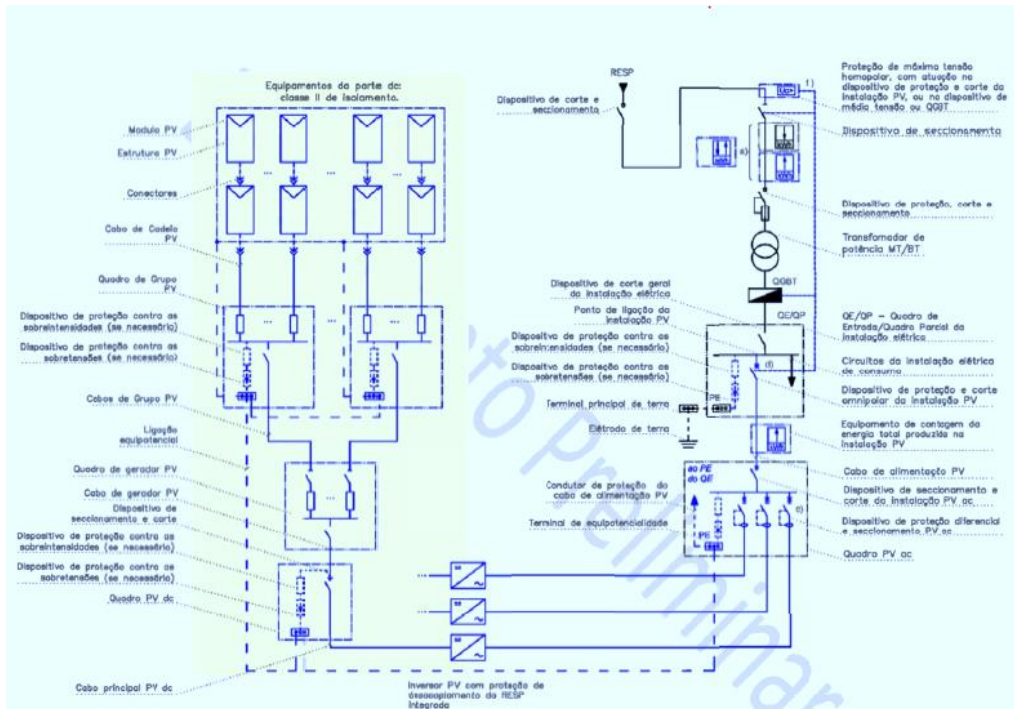 Equipamentos da parte dc:
classe II de isolamento.
Modulo PV
Estrutura PV
Conectores
Cabo de Cadeia
PV
Quadro de Grupo
PV
Dispositivo de proteção contra as
sobreintensidades (se necessário)
Dispositivo de proteção contra as
sobretensões (se necessário)
Cabos de Grupo PV
Ligação
equipotencial
Quadro de gerador PV
Cabo de gerador PV
Dispositivo de
seccionamento e corte
Dispositivo de proteção contra as
sobreintensidades (se necessário)
Dispositivo de proteção contra as
sobretensões (se necessário)
Quadro PV dc
Cabo principal PV dc
Inversor PV com proteção de
desacoplamento da RESP
Integrada
RESP
Dispositivo de corte e
seccionamento
Proteção de máxima tensão
homopolar, com atuação no
dispositivo de proteção e corte da
instalação PV, ou no dispositivo de
média tensão ou QGBT
Dispositivo de seccionamento
Dispositivo de proteção, corte e
seccionamento
Transfomador de
potência MT/BT
QGBT
Dispositivo de corte geral
da instalação elétrica
Ponto de ligação da
instalação PV
QE/QP
Dispositivo de proteção contra as
sobreintensidades (se necessário)
Dispositivo de proteção contra as
sobretensões (se necessário)
Terminal principal de terra
PE
Elétrodo de terra
QE/QP – Quadro de
Entrada/Quadro Parcial da
instalação elétrica
Circuitos da instalação elétrica
de consumo
Dispositivo de proteção e corte
omnipolar da instalação PV
Equipamento de contagem da
energia total produzida na
instalação PV
Cabo de alimentação PV
Dispositivo de seccionamento e
corte da instalação PV ac
Dispositivo de proteção diferencial
e seccionamento PV ac
Quadro PV ac
ao PE
do QE
Condutor de proteção do
cabo de alimentação PV
Terminal de equipotencialidade
PE
to Preliminar